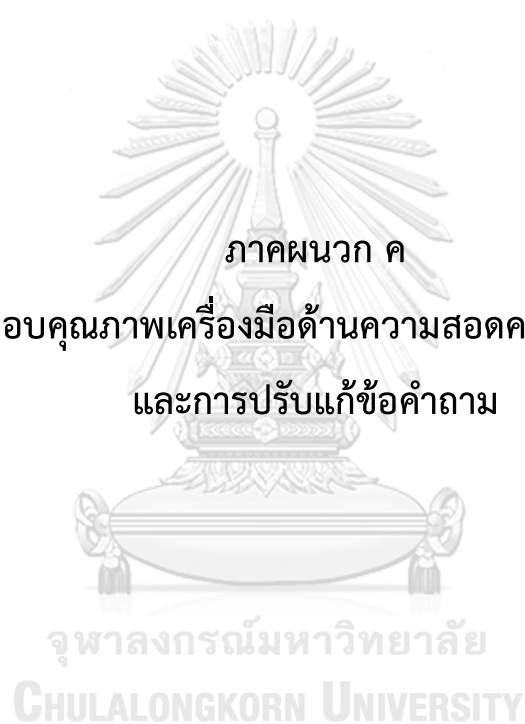 ภาคผนวก ค
อบคุณภาพเครื่องมือด้านความสอดค
และการปรับแก้ข้อคำถาม
จุฬาลงกรณ์มหาวิทยาลัย
CHULALONGKORN UNIVERSITY